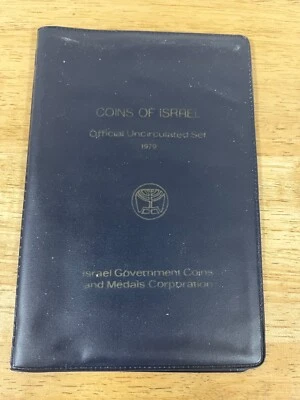 COINS OF ISRAEL
Official Uncirculated Set
1979
Israel Government Coins
and Medals Corporation